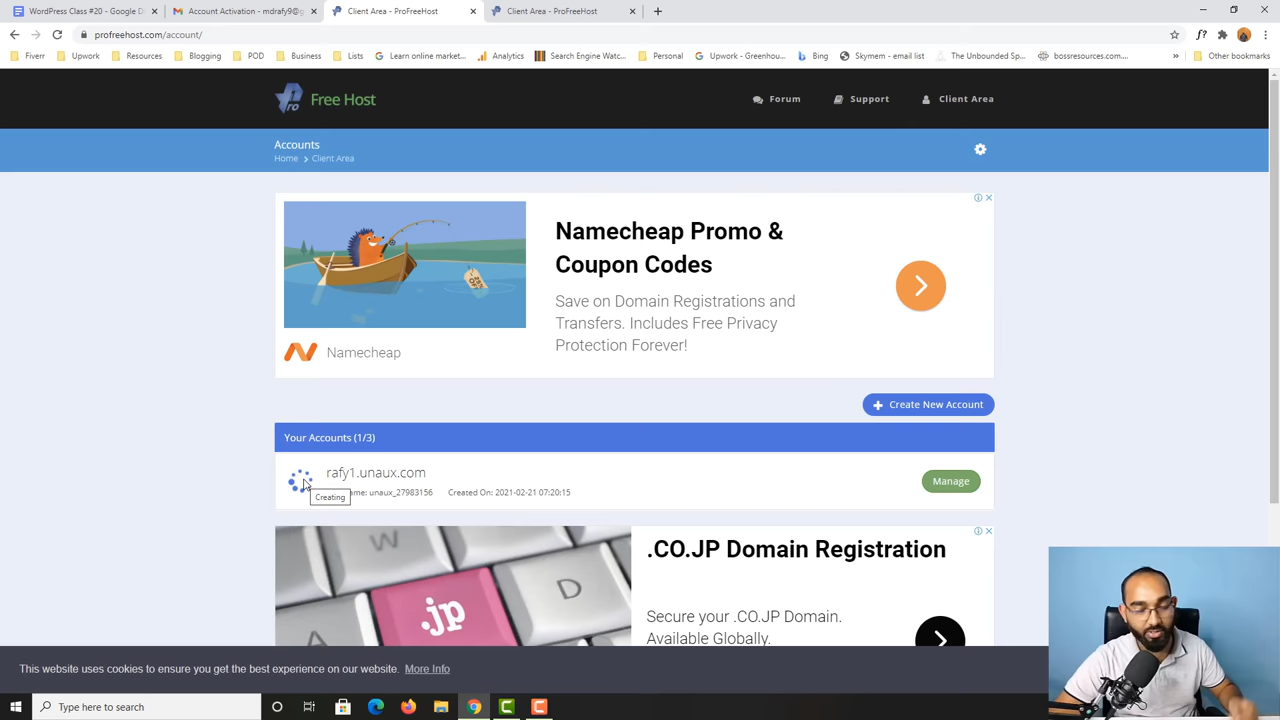 WordPress Class #20 - Google D
Account Activation - mdrafy9@g
Client Area - ProFreeHost
Client Area - ProFreeHost
profreehost.com/account/
Fiverr
Upwork
Resources
Blogging
POD
Business
Lists
Learn online market...
Analytics
Search Engine Watc...
Personal
Upwork - Greenhou...
Bing
Skymem - email list
The Unbounded Sp...
bossresources.com...
Other bookmarks
Pro Free Host
Forum
Support
Client Area
Accounts
Home > Client Area
Namecheap Promo &
Coupon Codes
Save on Domain Registrations and
Transfers. Includes Free Privacy
Protection Forever!
Namecheap
+ Create New Account
Your Accounts (1/3)
rafy1.unaux.com
Creating
ame: unaux_27983156
Created On: 2021-02-21 07:20:15
Manage
W
D
A
.jp
.CO.JP Domain Registration
Secure your .CO.JP Domain.
Available Globally.
This website uses cookies to ensure you get the best experience on our website. More Info
Type here to search